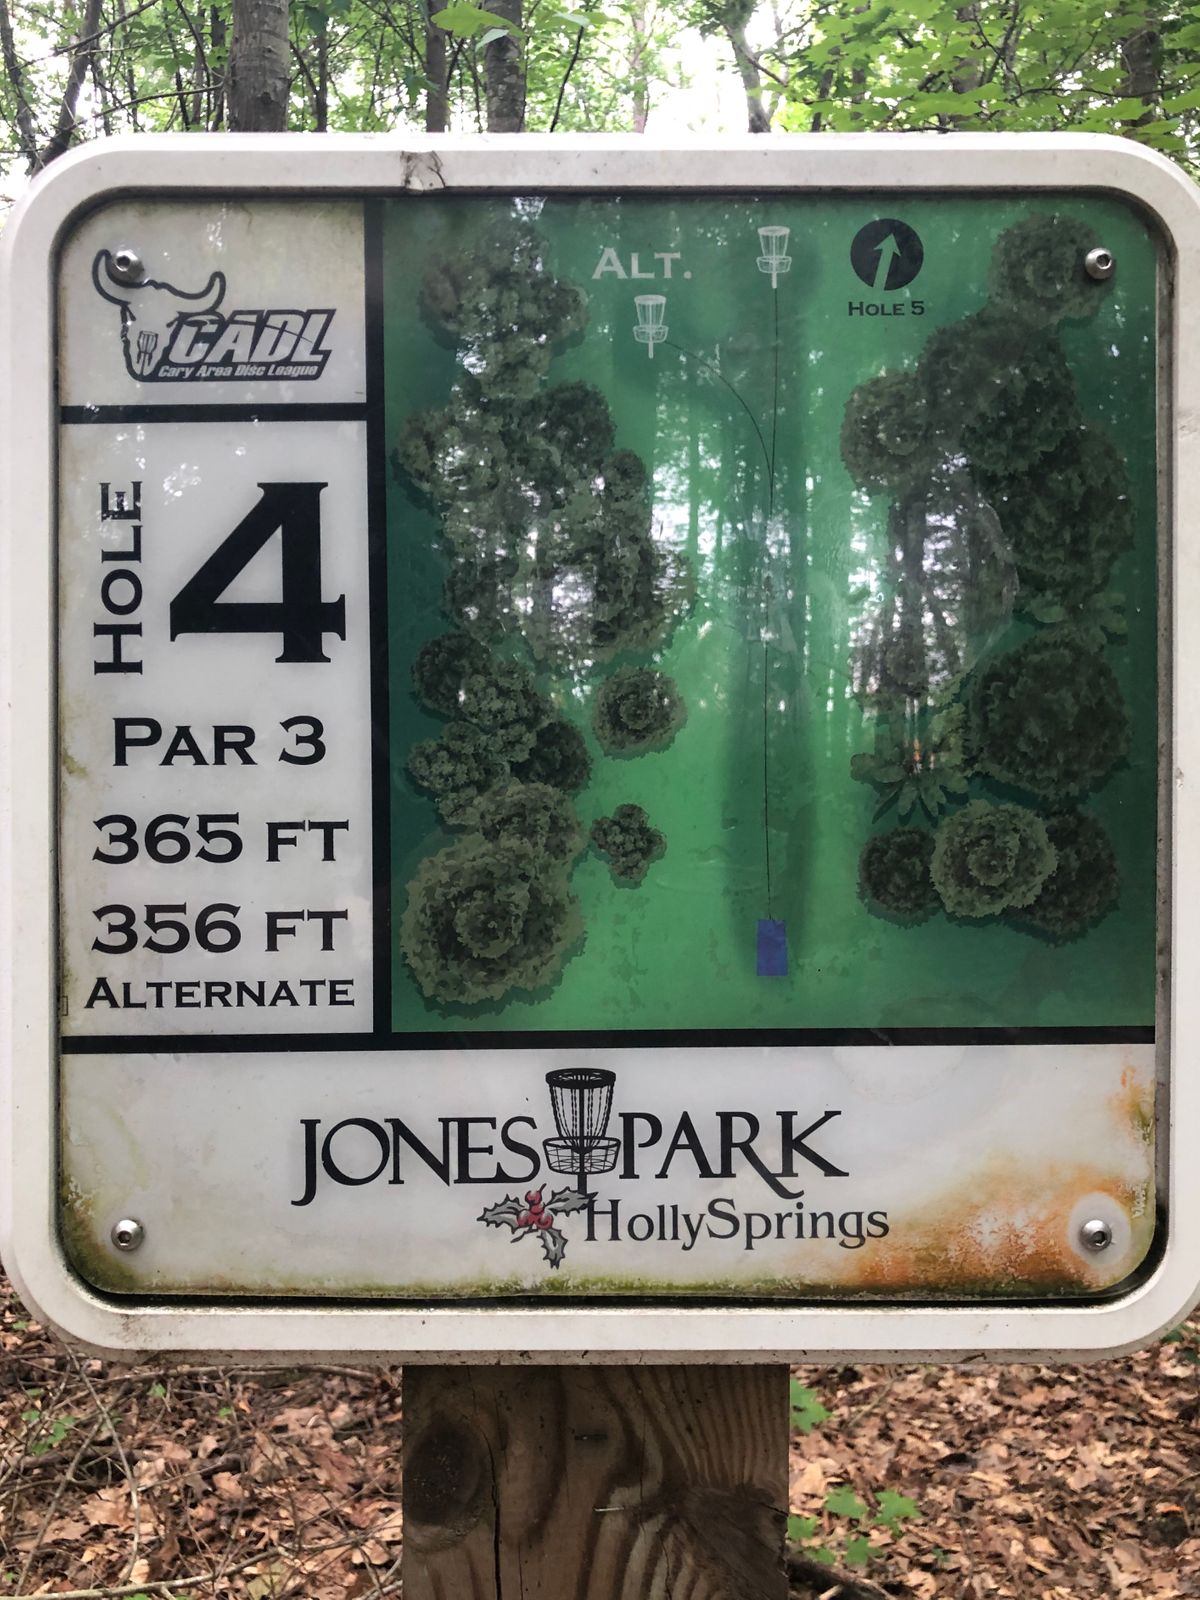 CADL
Cary Area Disc League
HOLE 4
PAR 3
365 FT
356 FT
ALTERNATE
ALT.
HOLE 5
JONES PARK
HollySprings